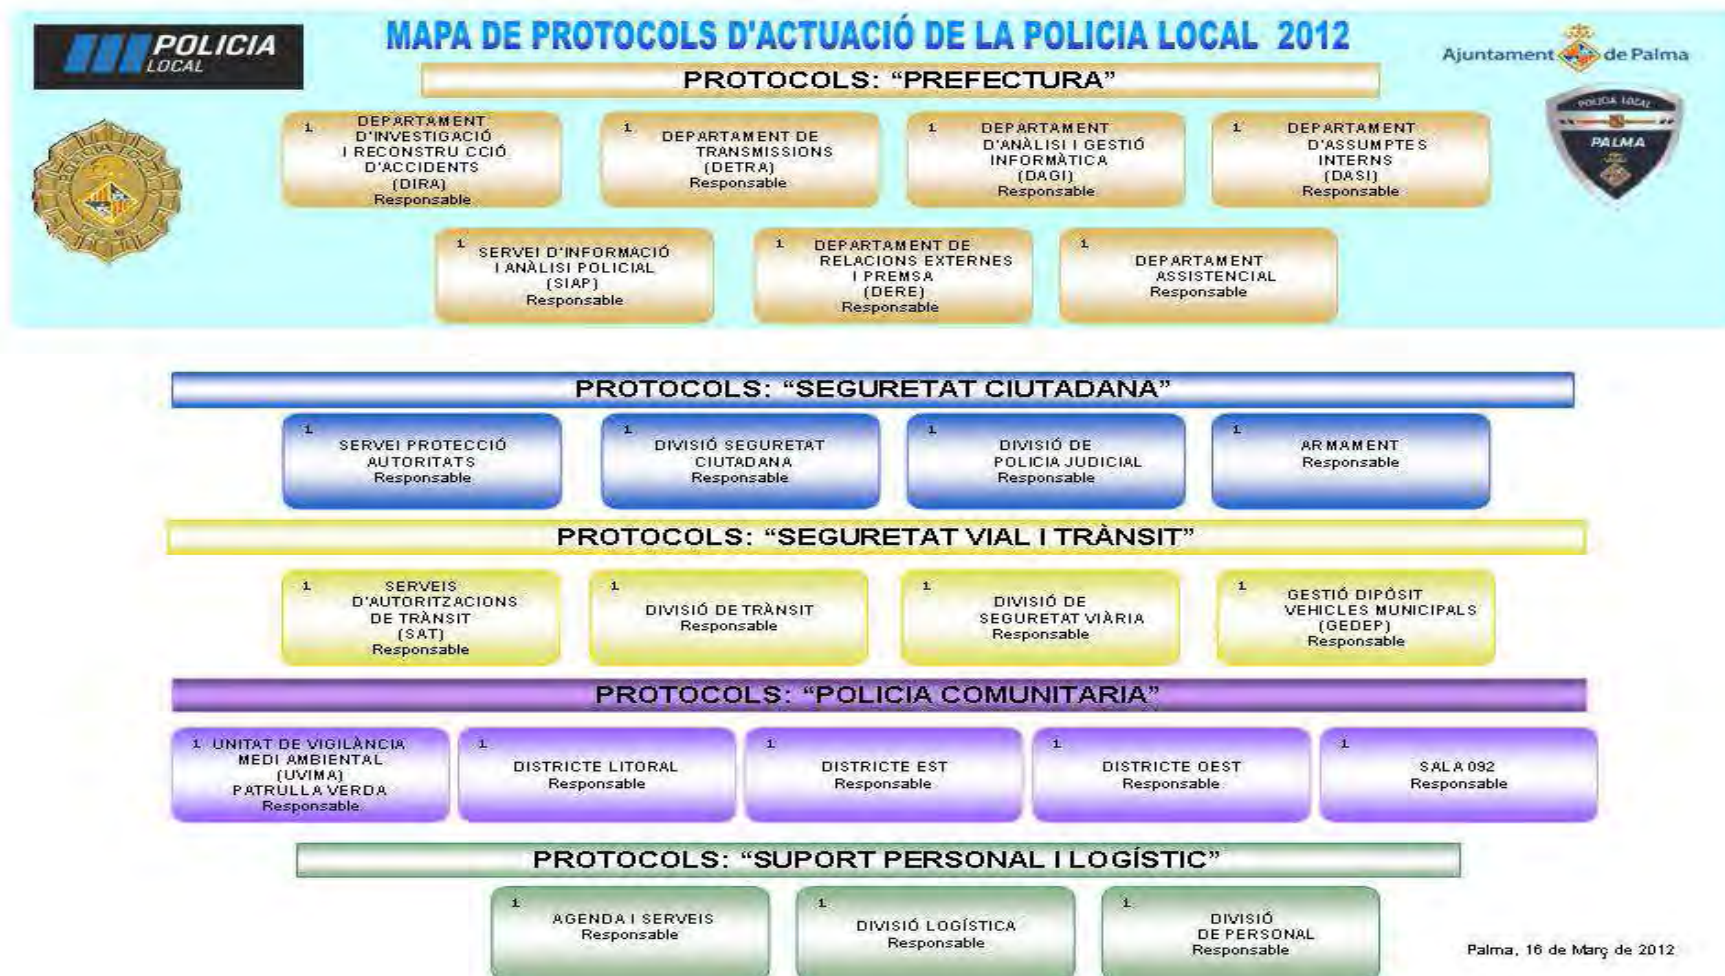 POLICIA
LOCAL
MAPA DE PROTOCOLS D'ACTUACIÓ DE LA POLICIA LOCAL 2012
Ajuntament de Palma
PROTOCOLS: “PREFECTURA”
POLICIA LOCAL
PALMA
1
DEPARTAMENT
D'INVESTIGACIÓ
I RECONSTRU CCIÓ
D'ACCIDENTS
(DIRA)
Responsable
1
DEPARTAMENT DE
TRANSMISSIONS
(DETRA)
Responsable
1
DEPARTAMENT
D'ANÀLISI I GESTIÓ
INFORMÀTICA
(DAGI)
Responsable
1
DEPARTAMENT
D'ASSUMPTES
INTERNS
(DASI)
Responsable
1
SERVEI D'INFORMACIÓ
I ANÀLISI POLICIAL
(SIAP)
Responsable
1
DEPARTAMENT DE
RELACIONS EXTERNES
I PREMSA
(DERE)
Responsable
1
DEPARTAMENT
ASSISTENCIAL
Responsable
PROTOCOLS: “SEGURETAT CIUTADANA”
1
SERVEI PROTECCIÓ
AUTORITATS
Responsable
1
DIVISIÓ SEGURETAT
CIUTADANA
Responsable
1
DIVISIÓ DE
POLICIA JUDICIAL
Responsable
1
ARMAMENT
Responsable
PROTOCOLS: “SEGURETAT VIAL I TRÀNSIT”
1
SERVEIS
D'AUTORITZACIONS
DE TRÀNSIT
(SAT)
Responsable
1
DIVISIÓ DE TRÀNSIT
Responsable
1
DIVISIÓ DE
SEGURETAT VIÀRIA
Responsable
1
GESTIÓ DIPÒSIT
VEHICLES MUNICIPALS
(GEDEP)
Responsable
PROTOCOLS: “POLICIA COMUNITARIA”
1 UNITAT DE VIGILÀNCIA
MEDI AMBIENTAL
(UVIMA)
PATRULLA VERDA
Responsable
1
DISTRICTE LITORAL
Responsable
1
DISTRICTE EST
Responsable
1
DISTRICTE OEST
Responsable
1
SALA 092
Responsable
PROTOCOLS: “SUPORT PERSONAL I LOGÍSTIC”
1
AGENDA I SERVEIS
Responsable
1
DIVISIÓ LOGÍSTICA
Responsable
1
DIVISIÓ
DE PERSONAL
Responsable
Palma, 16 de Març de 2012